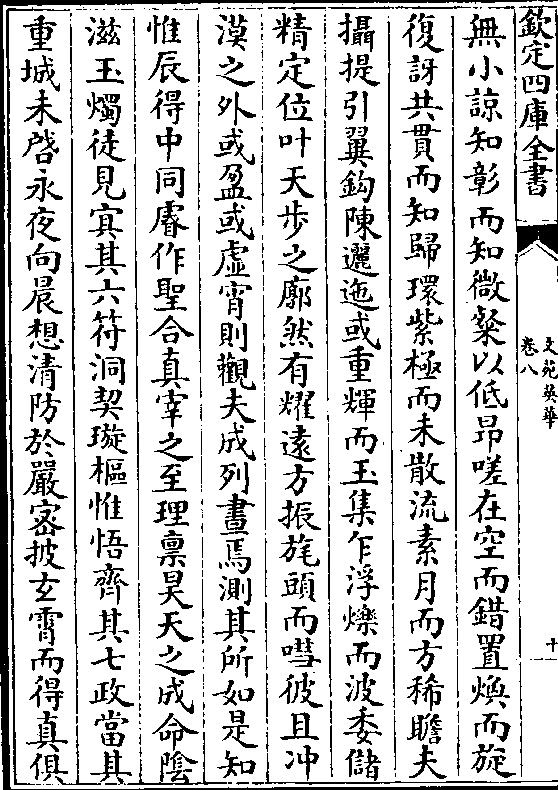 欽定四庫全書
文苑英華
卷八
十
無小諒知彰而知微粲以低昂嗟在空而錯置煥而旋
復訝共貫而知歸環紫極而未散流素月而方稀瞻夫
攝提引翼鈎陳邐迤或重輝而玉集乍浮爍而波委儲
精定位叶天步之廓然有耀遠方振旄頭而嘒彼且冲
漠之外或盈或虛宵則觀夫成列晝焉測其所如是知
惟辰得中同睿作聖合真宰之至理稟昊天之成命陰
滋玉燭徒見寘其六符洞契璇樞惟悟齊其七政當其
重城未啓永夜向晨想清防於嚴宻披玄霄而得真俱